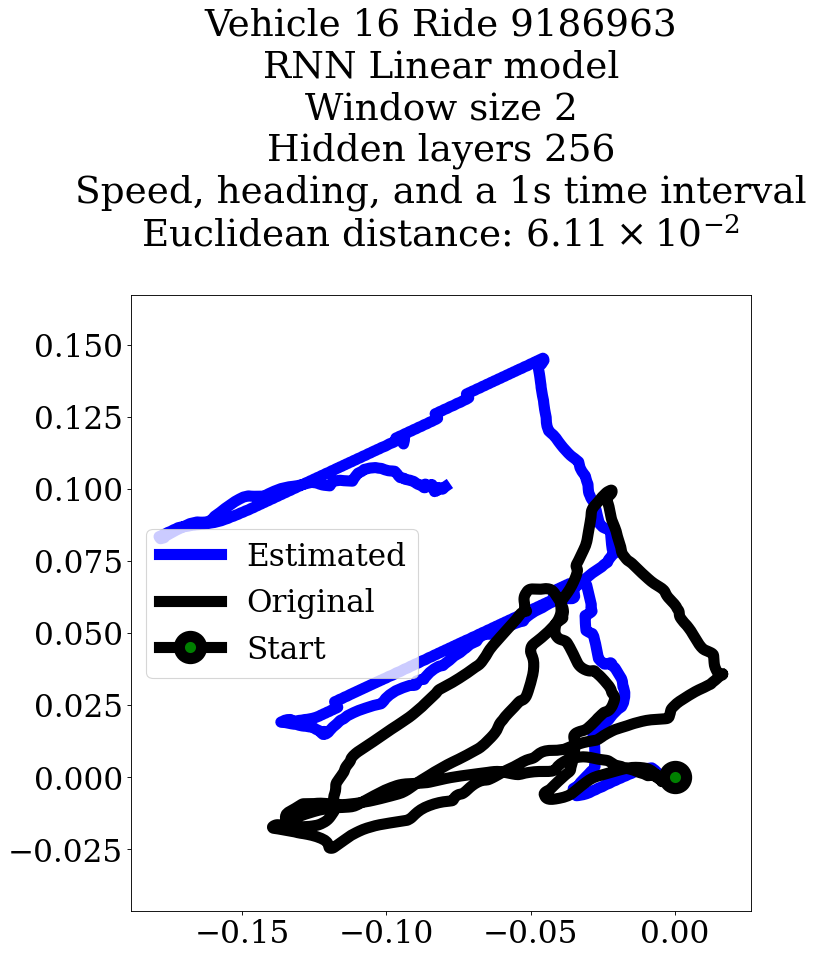 Vehicle 16 Ride 9186963
RNN Linear model
Window size 2
Hidden layers 256
Speed, heading, and a 1s time interval
Euclidean distance: 6.11 × 10⁻²
0.150
0.125
0.100
0.075
0.050
0.025
0.000
−0.025
Estimated
Original
Start
−0.15
−0.10
−0.05
0.00